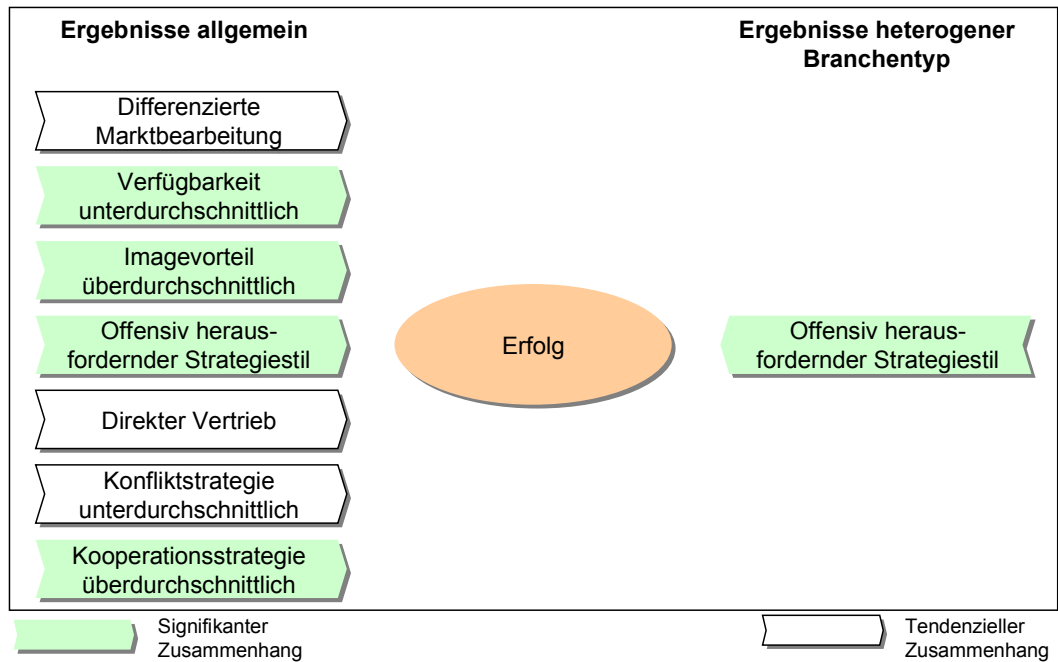 Ergebnisse allgemein
Ergebnisse heterogener
Branchentyp
Differenzierte
Marktbearbeitung
Verfügbarkeit
unterdurchschnittlich
Imagevorteil
überdurchschnittlich
Offensiv heraus-
fordernder Strategiestil
Direkter Vertrieb
Konfliktstrategie
unterdurchschnittlich
Kooperationsstrategie
überdurchschnittlich
Erfolg
Offensiv heraus-
fordernder Strategiestil
Signifikanter
Zusammenhang
Tendenzieller
Zusammenhang